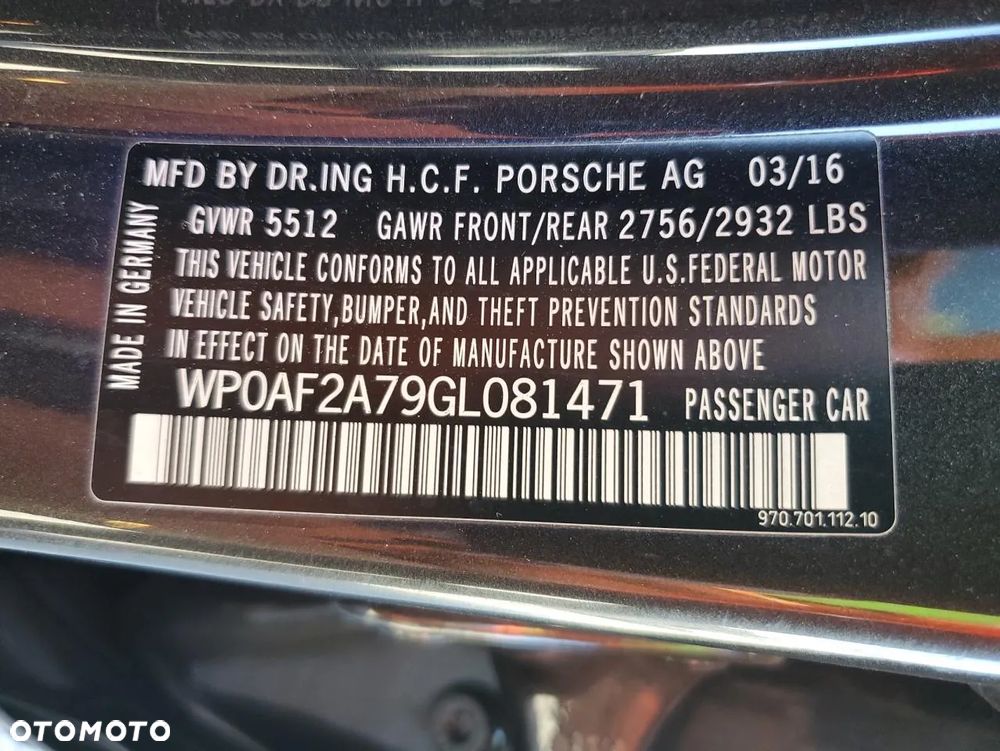 MFD BY DR.ING H.C.F. PORSCHE AG 03/16
GVWR 5512 GAWR FRONT/REAR 2756/2932 LBS
THIS VEHICLE CONFORMS TO ALL APPLICABLE U.S.FEDERAL MOTOR
VEHICLE SAFETY,BUMPER,AND THEFT PREVENTION STANDARDS
IN EFFECT ON THE DATE OF MANUFACTURE SHOWN ABOVE
WP0AF2A79GL081471 PASSENGER CAR
MADE IN GERMANY
970.701.112.10
OTOMOTO